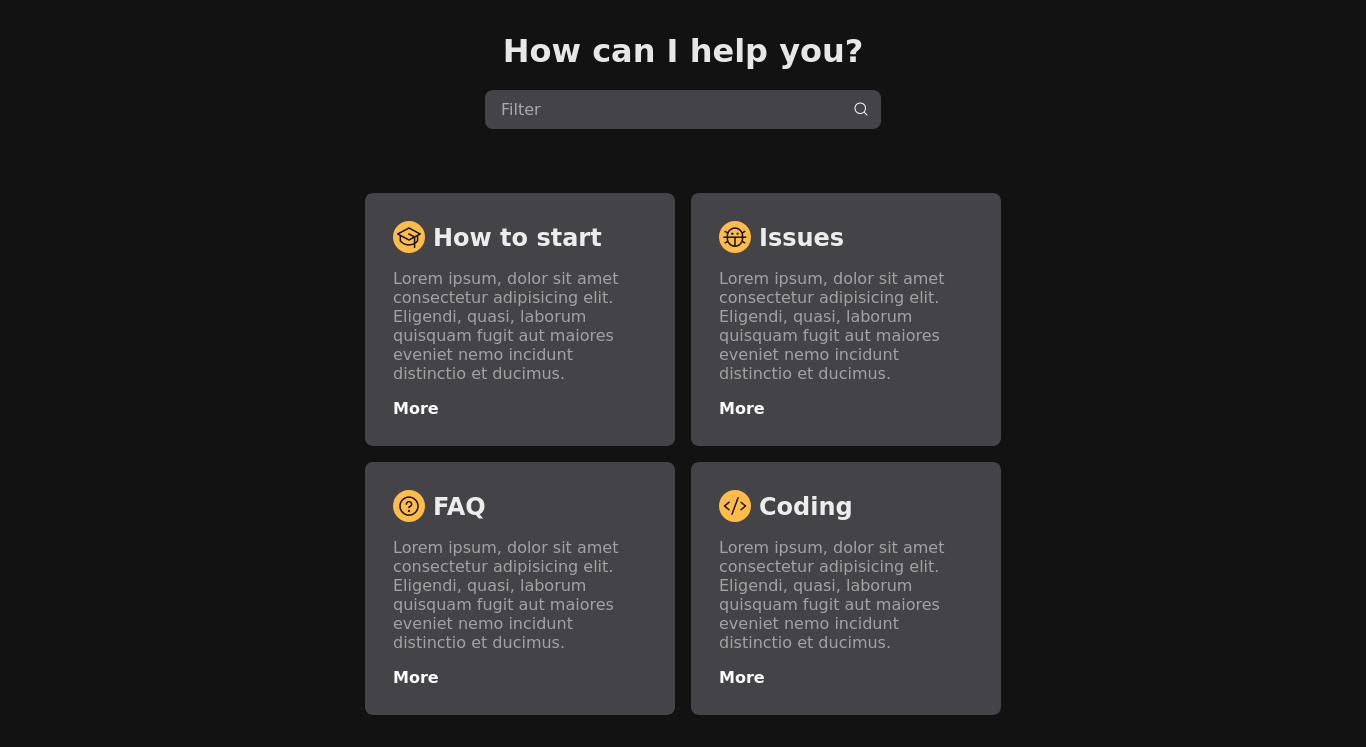 How can I help you?
Filter
How to start
Lorem ipsum, dolor sit amet
consectetur adipisicing elit.
Eligendi, quasi, laborum
quisquam fugit aut maiores
eveniet nemo incidunt
distinctio et ducimus.
More
Issues
Lorem ipsum, dolor sit amet
consectetur adipisicing elit.
Eligendi, quasi, laborum
quisquam fugit aut maiores
eveniet nemo incidunt
distinctio et ducimus.
More
FAQ
Lorem ipsum, dolor sit amet
consectetur adipisicing elit.
Eligendi, quasi, laborum
quisquam fugit aut maiores
eveniet nemo incidunt
distinctio et ducimus.
More
Coding
Lorem ipsum, dolor sit amet
consectetur adipisicing elit.
Eligendi, quasi, laborum
quisquam fugit aut maiores
eveniet nemo incidunt
distinctio et ducimus.
More